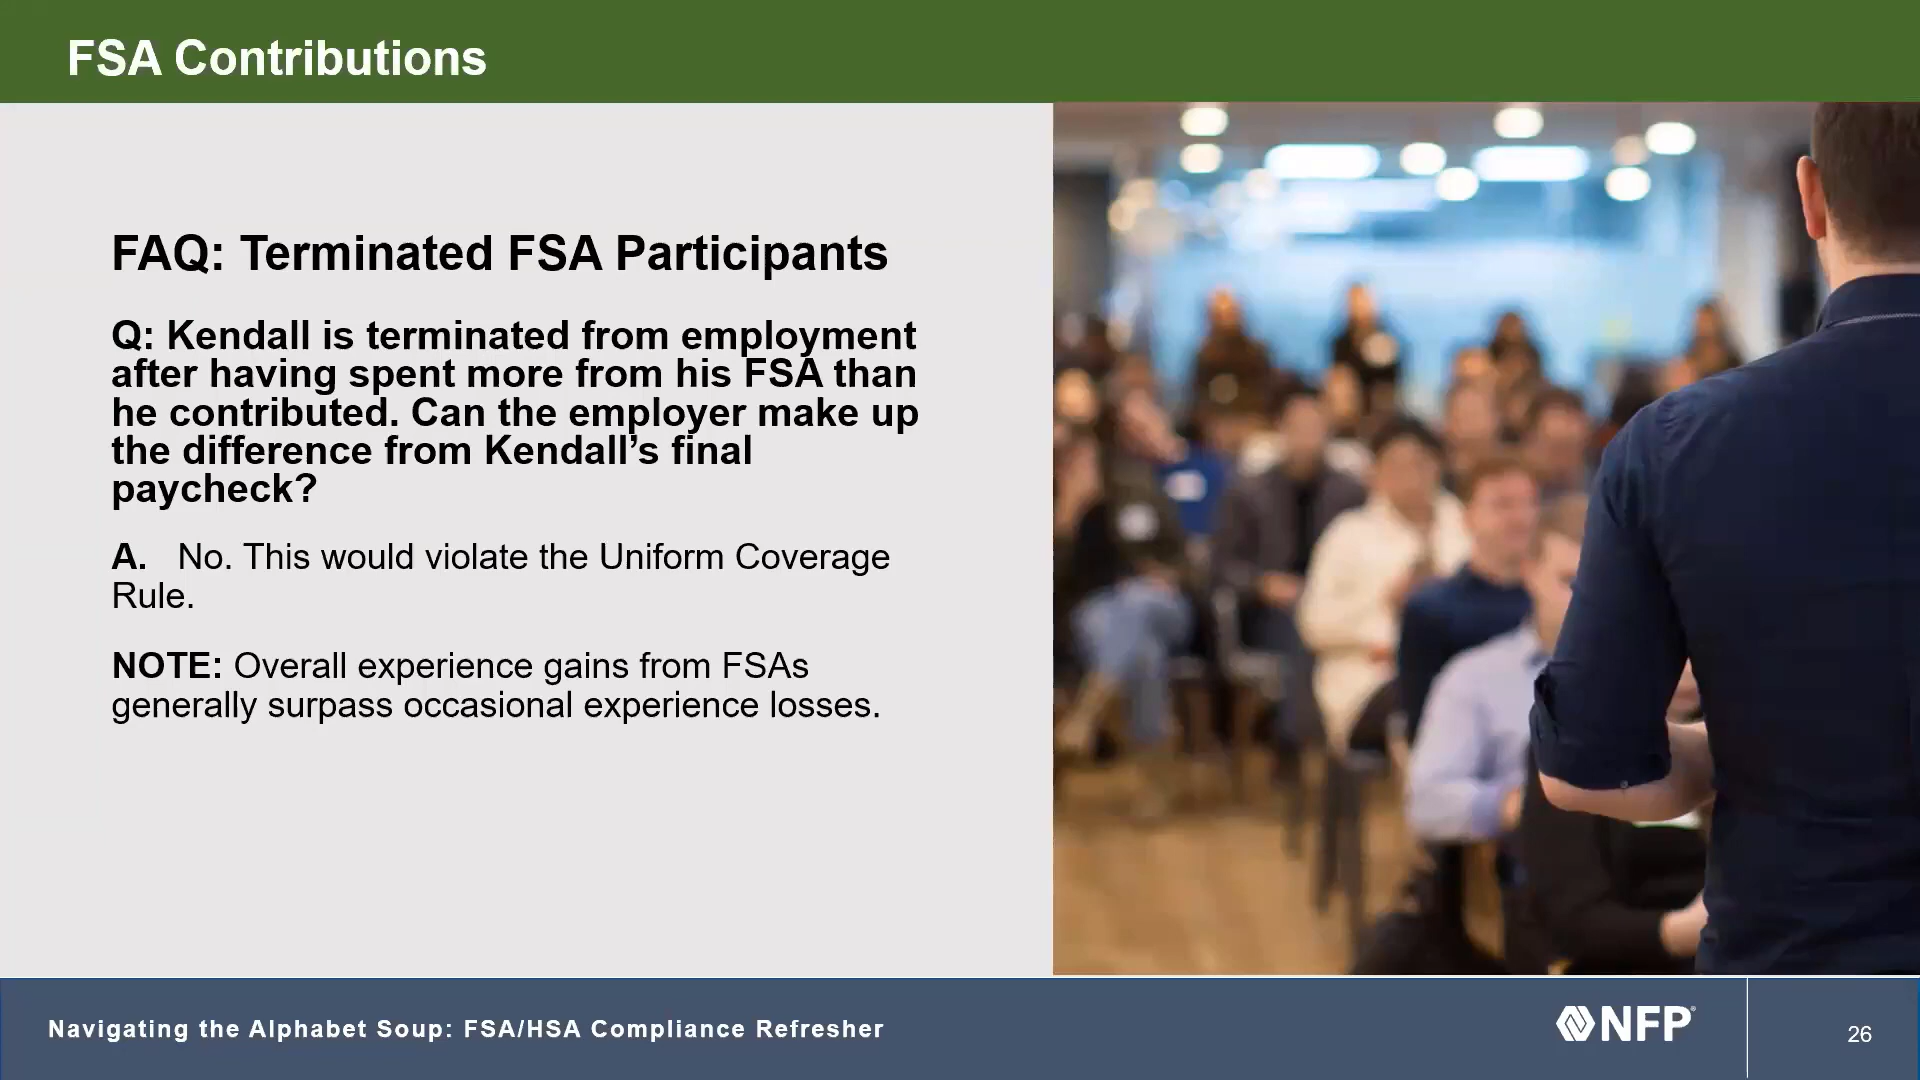 FSA Contributions
FAQ: Terminated FSA Participants
Q: Kendall is terminated from employment
after having spent more from his FSA than
he contributed. Can the employer make up
the difference from Kendall’s final
paycheck?
A. No. This would violate the Uniform Coverage
Rule.
NOTE: Overall experience gains from FSAs
generally surpass occasional experience losses.
Navigating the Alphabet Soup: FSA/HSA Compliance Refresher
NFP®
26